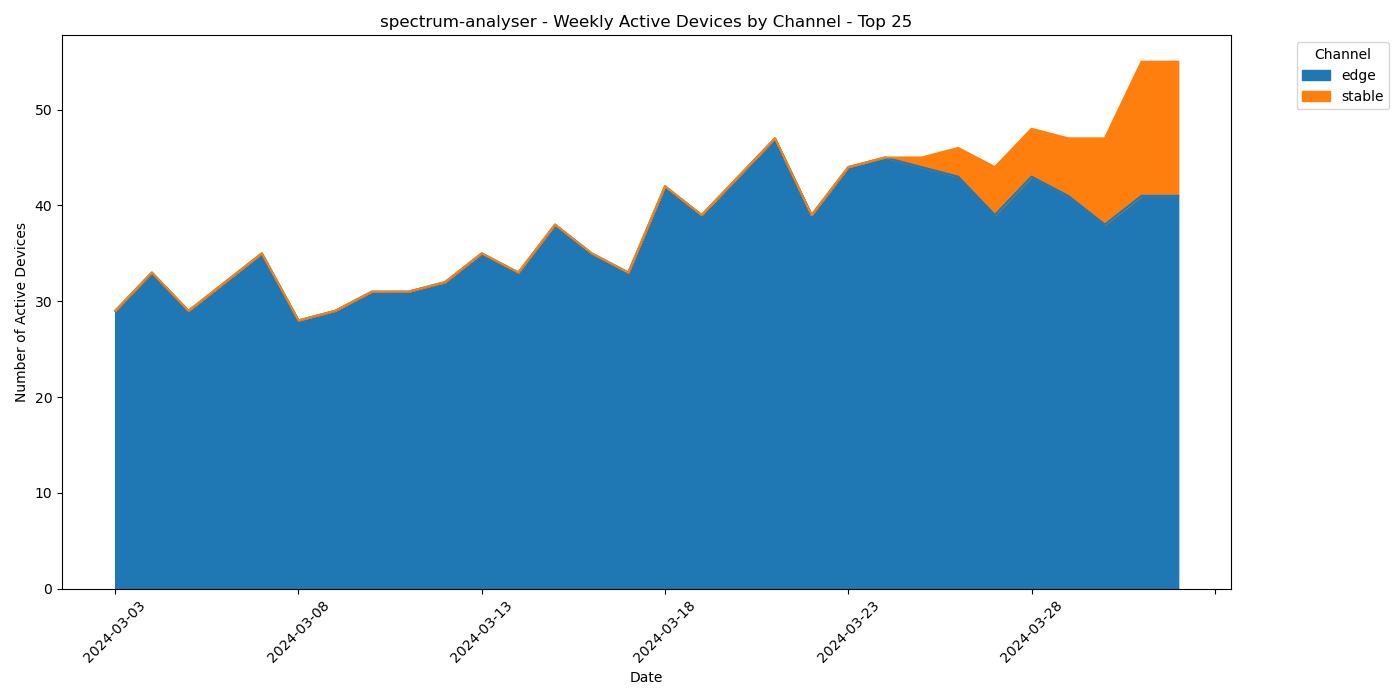 spectrum-analyser - Weekly Active Devices by Channel - Top 25
Channel
edge
stable
Number of Active Devices
50
40
30
20
10
0
2024-03-03
2024-03-08
2024-03-13
2024-03-18
2024-03-23
2024-03-28
Date